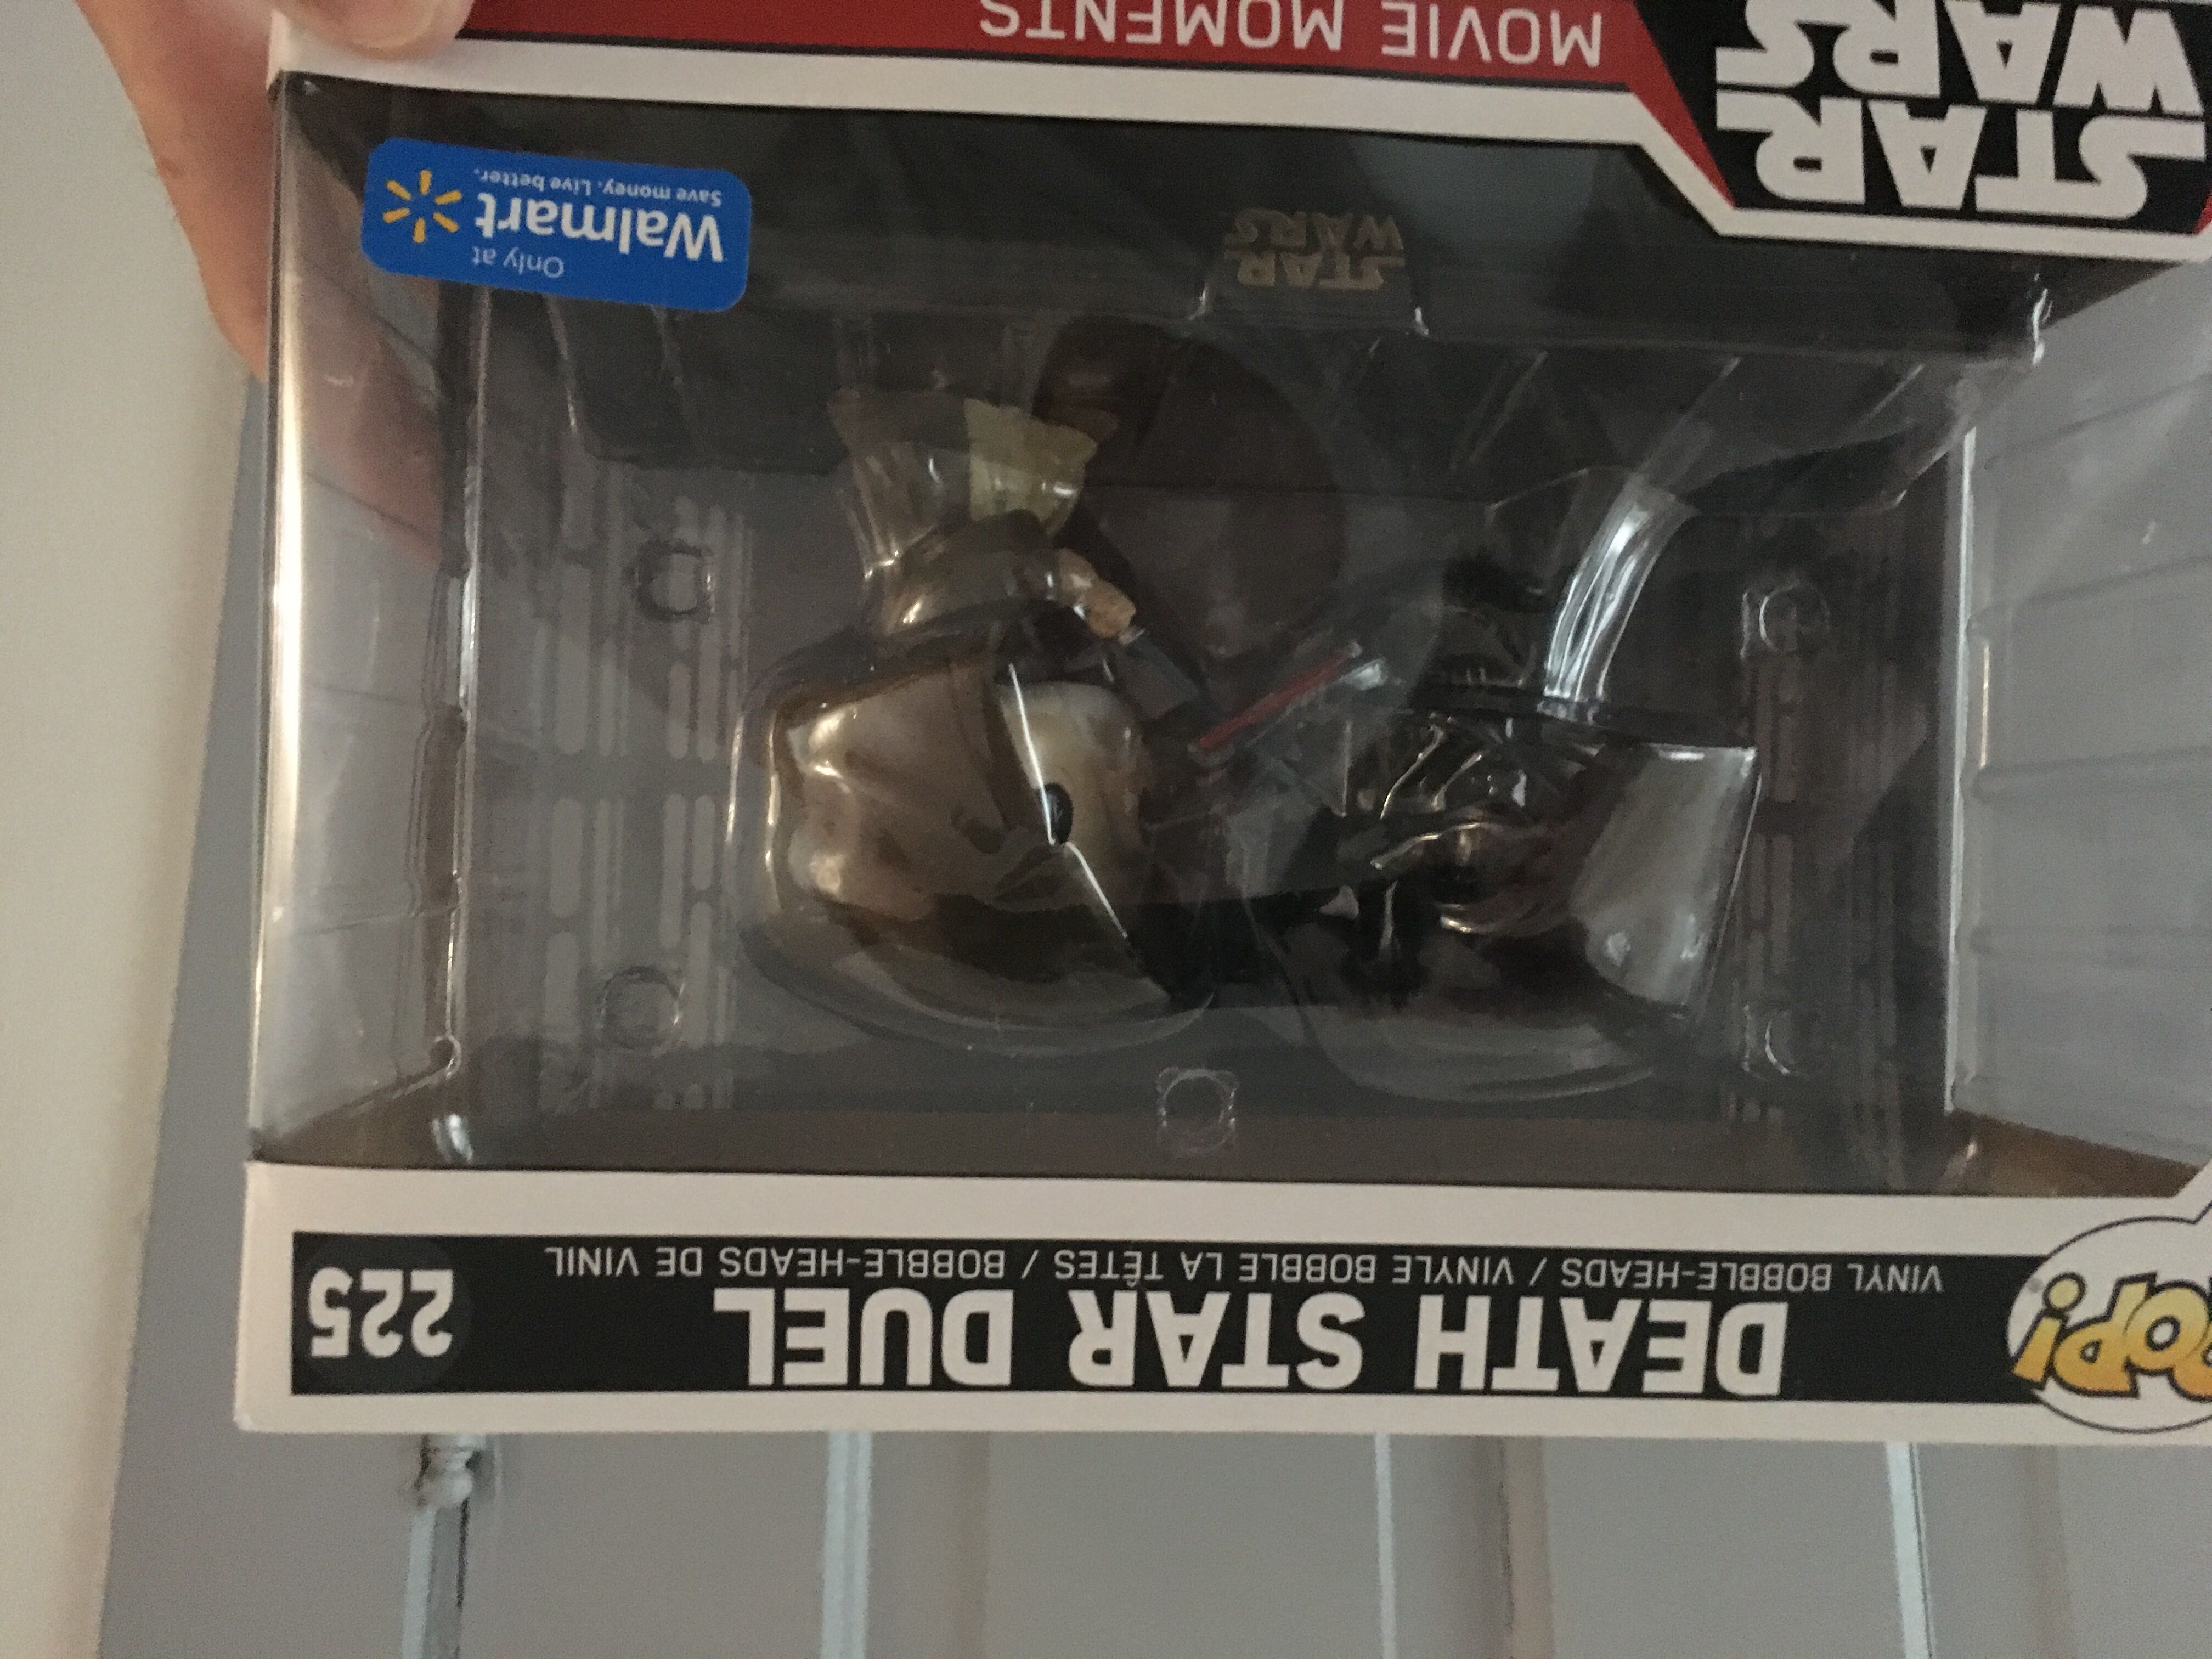 POP!
DEATH STAR DUEL
VINYL BOBBLE-HEADS / VINYLE BOBBLE LA TÊTES / BOBBLE-HEADS DE VINIL
225
STAR
WARS
Only at
Walmart
Save money. Live better.
STAR
WARS
MOVIE MOMENTS